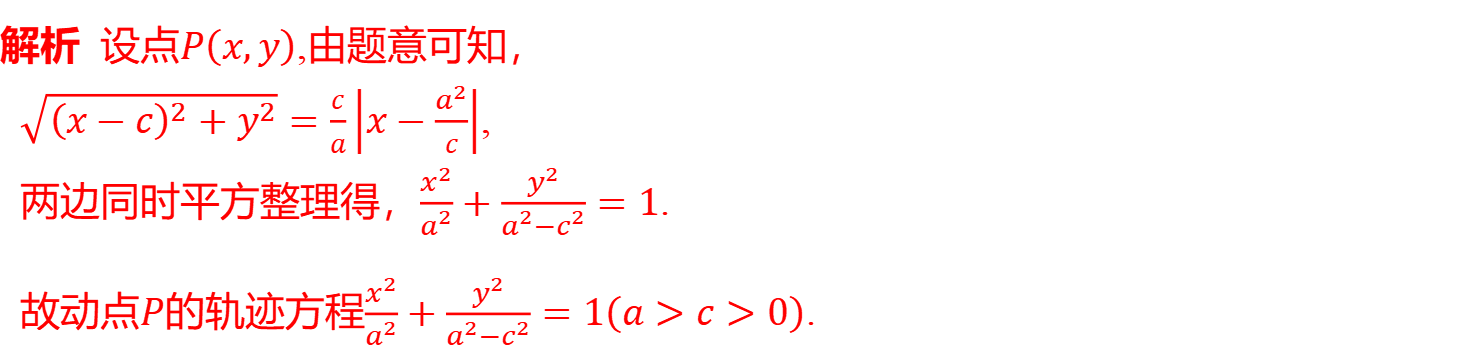 解析 设点P(x, y),由题意可知，
√((x − c)² + y²) = c/a |x − a²/c|,
两边同时平方整理得，x²/a² + y²/(a²−c²) = 1.
故动点P的轨迹方程x²/a² + y²/(a²−c²) = 1(a > c > 0).